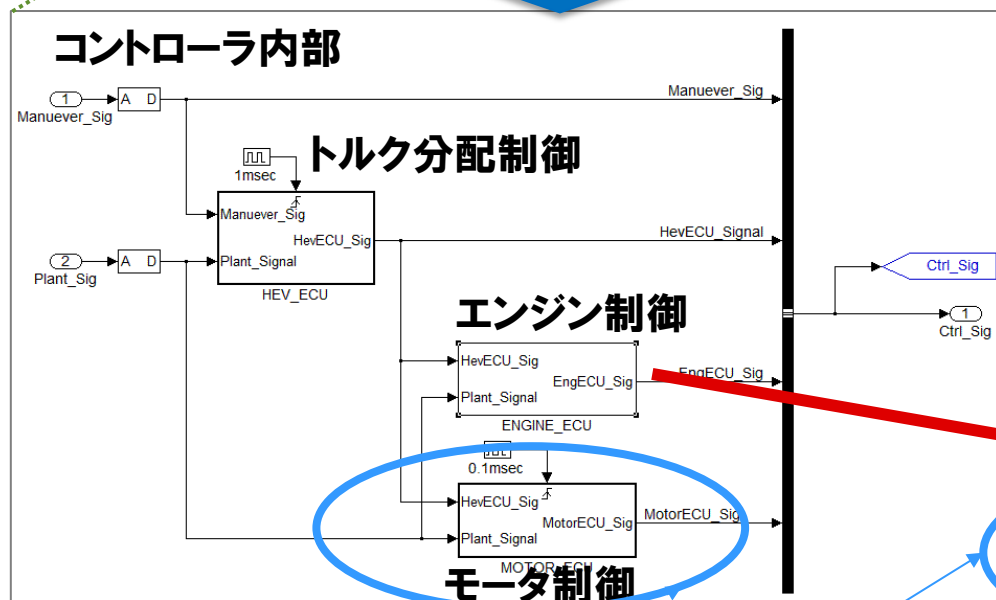 コントローラ内部
1
A D
Manuever_Sig
Manuever_Sig
トルク分配制御
1msec
Manuever_Sig
HevECU_Sig
Plant_Signal
HEV_ECU
HevECU_Signal
2
A D
Plant_Sig
Ctrl_Sig
1
Ctrl_Sig
エンジン制御
HevECU_Sig
EngECU_Sig
Plant_Signal
ENGINE_ECU
EngECU_Sig
0.1msec
HevECU_Sig
MotorECU_Sig
Plant_Signal
MOTOR_ECU
MotorECU_Sig
モータ制御